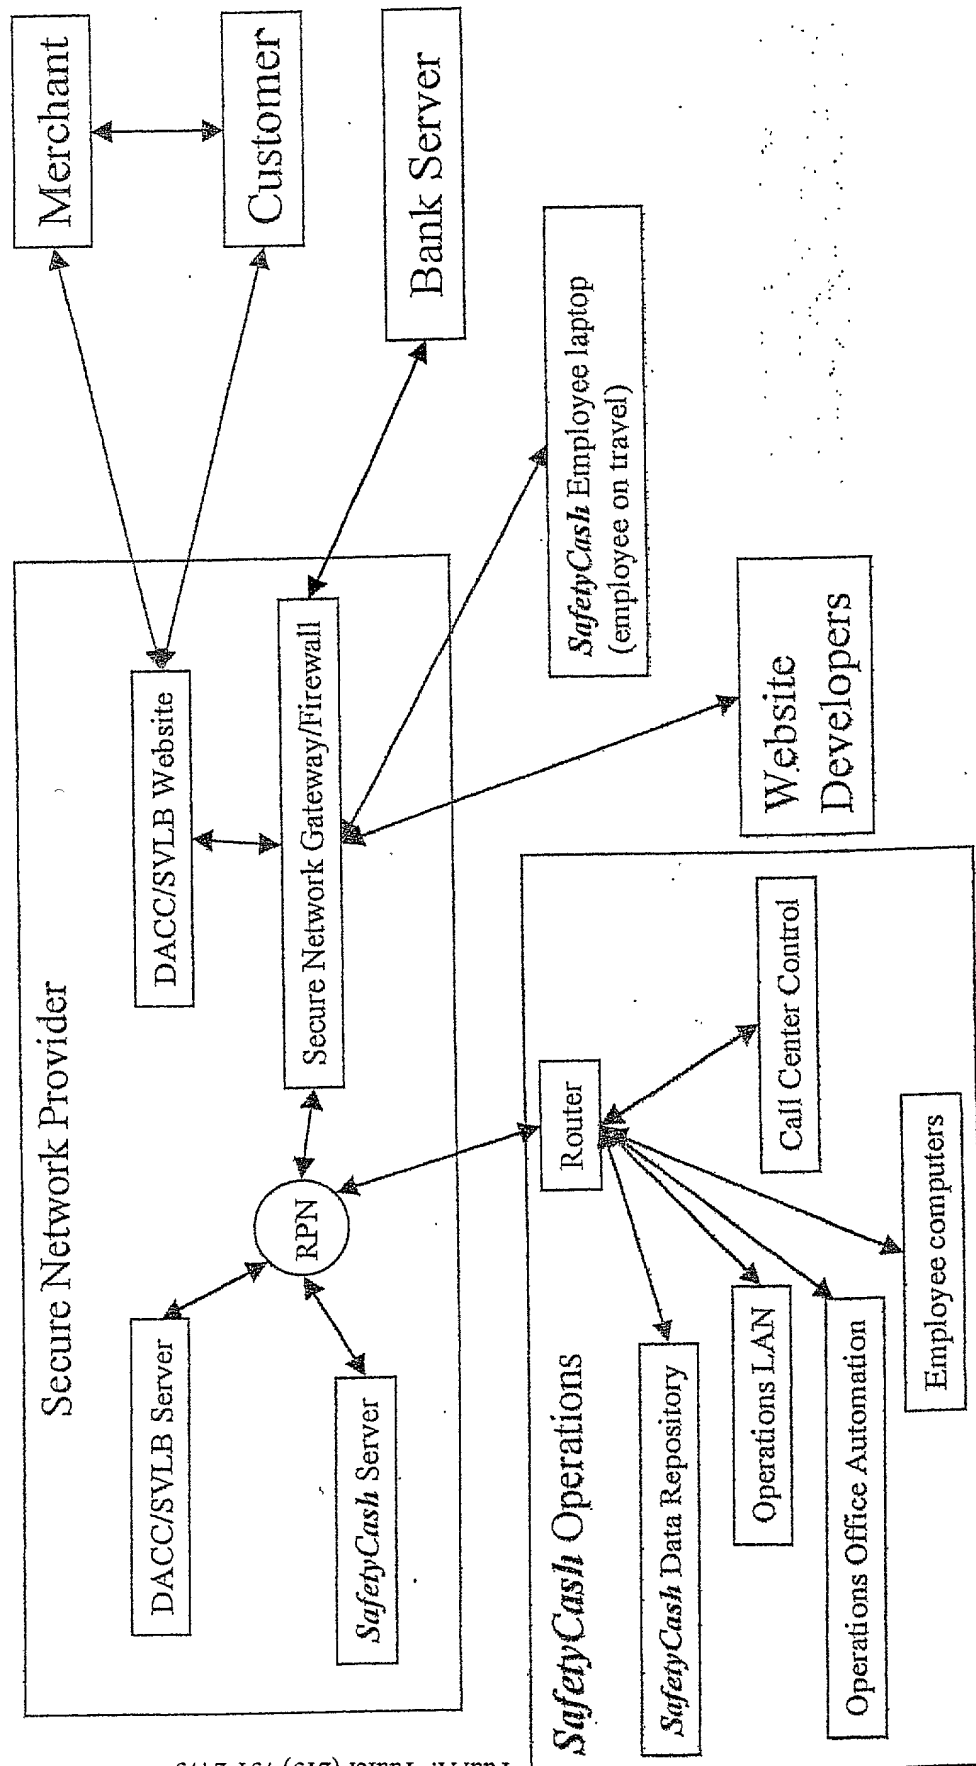 Secure Network Provider
DACC/SVLB Server
SafetyCash Server
RPN
DACC/SVLB Website
Secure Network Gateway/Firewall
Merchant
Customer
Bank Server
SafetyCash Employee laptop
(employee on travel)
Website
Developers
SafetyCash Operations
Router
SafetyCash Data Repository
Operations LAN
Operations Office Automation
Employee computers
Call Center Control